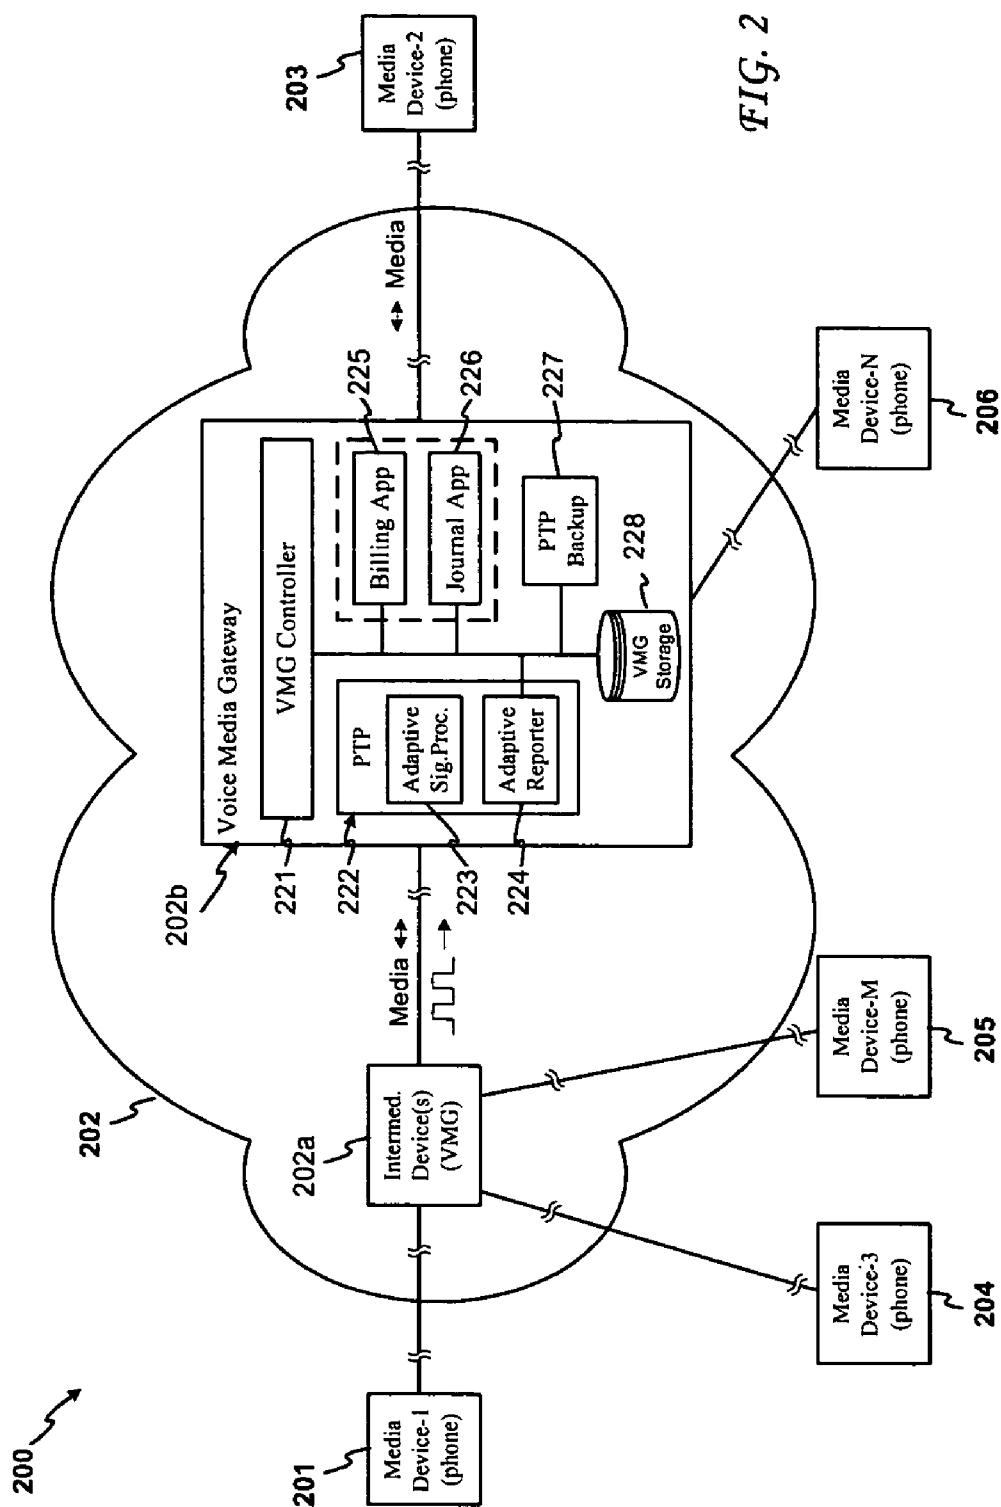 200
202
202b
Voice Media Gateway
221
VMG Controller
222
PTP
223
Adaptive
Sig.Proc.
224
Adaptive
Reporter
Billing App
225
Journal App
226
PTP
Backup
227
VMG
Storage
228
201
Media
Device-1
(phone)
202a
Intermed.
Device(s)
(VMG)
Media
Media
203
Media
Device-2
(phone)
Media
Device-3
(phone)
204
Media
Device-M
(phone)
205
Media
Device-N
(phone)
206
FIG. 2